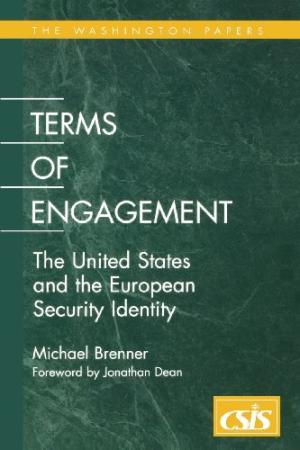 THE WASHINGTON PAPERS
TERMS
OF
ENGAGEMENT
The United States
and the European
Security Identity
Michael Brenner
Foreword by Jonathan Dean
CSIS